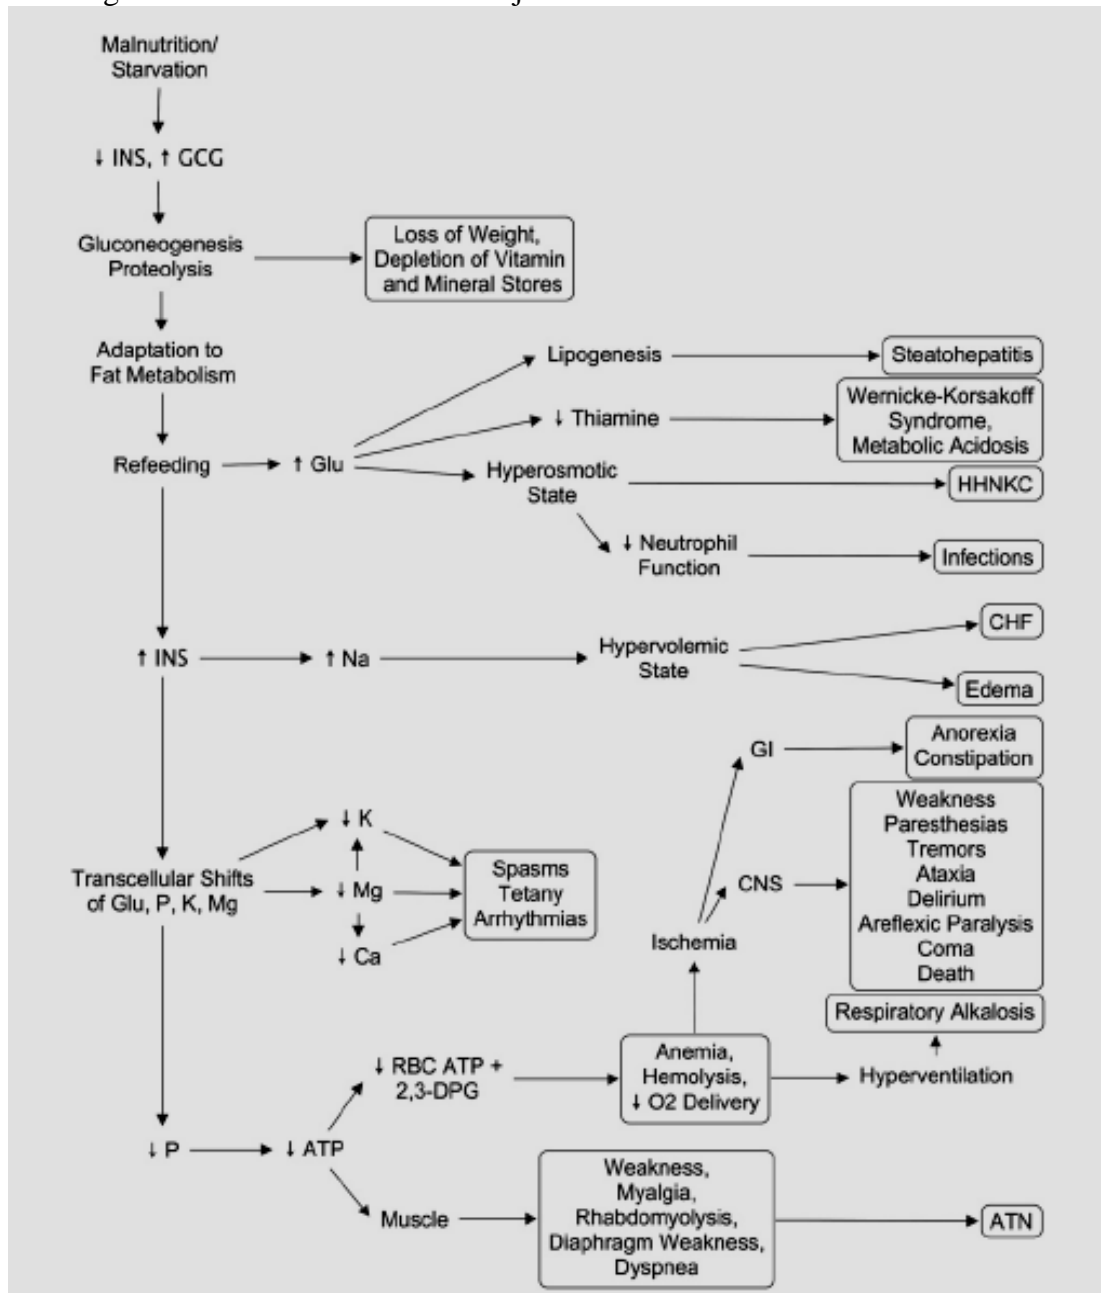 Malnutrition/
Starvation
↓ INS, ↑ GCG
Gluconeogenesis
Proteolysis
Loss of Weight,
Depletion of Vitamin
and Mineral Stores
Adaptation to
Fat Metabolism
Lipogenesis
Steatohepatitis
↓ Thiamine
Wernicke-Korsakoff
Syndrome,
Metabolic Acidosis
Refeeding
↑ Glu
Hyperosmotic
State
HHNKC
↓ Neutrophil
Function
Infections
↑ INS
↑ Na
Hypervolemic
State
CHF
Edema
GI
Anorexia
Constipation
Transcellular Shifts
of Glu, P, K, Mg
↓ K
↓ Mg
↓ Ca
Spasms
Tetany
Arrhythmias
Ischemia
CNS
Weakness
Paresthesias
Tremors
Ataxia
Delirium
Areflexic Paralysis
Coma
Death
Respiratory Alkalosis
↓ RBC ATP +
2,3-DPG
Anemia,
Hemolysis,
↓ O2 Delivery
Hyperventilation
↓ P
↓ ATP
Muscle
Weakness,
Myalgia,
Rhabdomyolysis,
Diaphragm Weakness,
Dyspnea
ATN